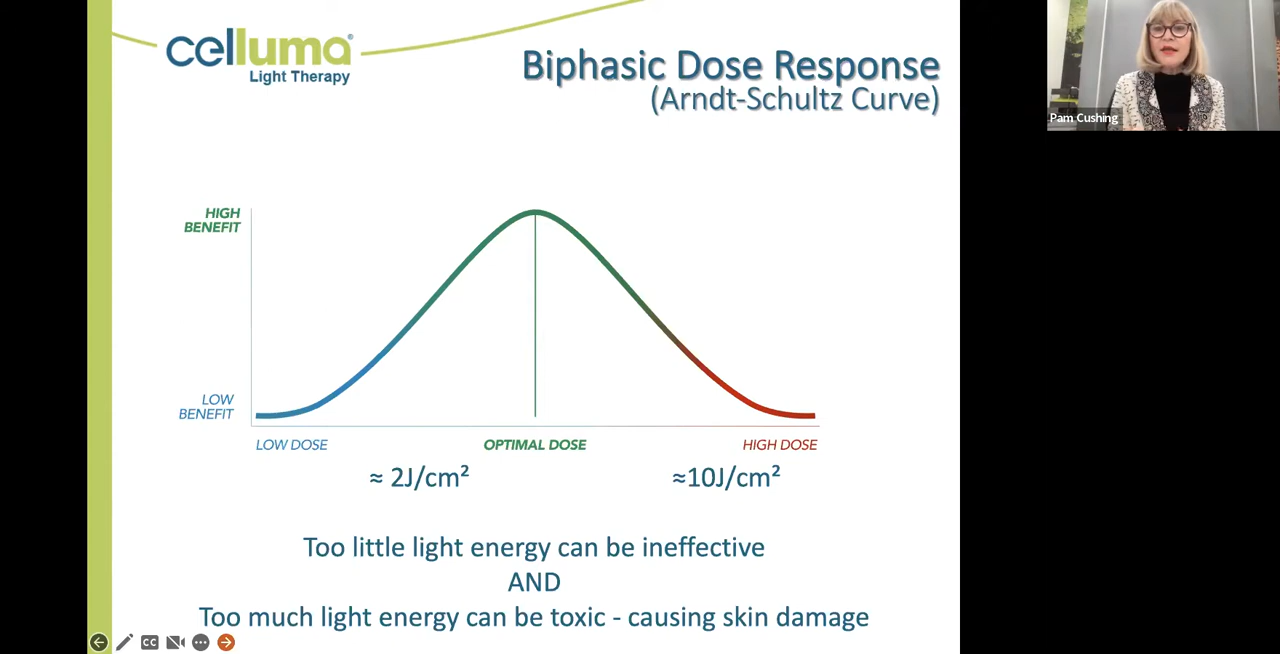 celluma®
Light Therapy
Biphasic Dose Response
(Arndt-Schultz Curve)
Pam Cushing
HIGH
BENEFIT
LOW
BENEFIT
LOW DOSE
OPTIMAL DOSE
HIGH DOSE
≈ 2J/cm²
≈10J/cm²
Too little light energy can be ineffective
AND
Too much light energy can be toxic - causing skin damage
CC